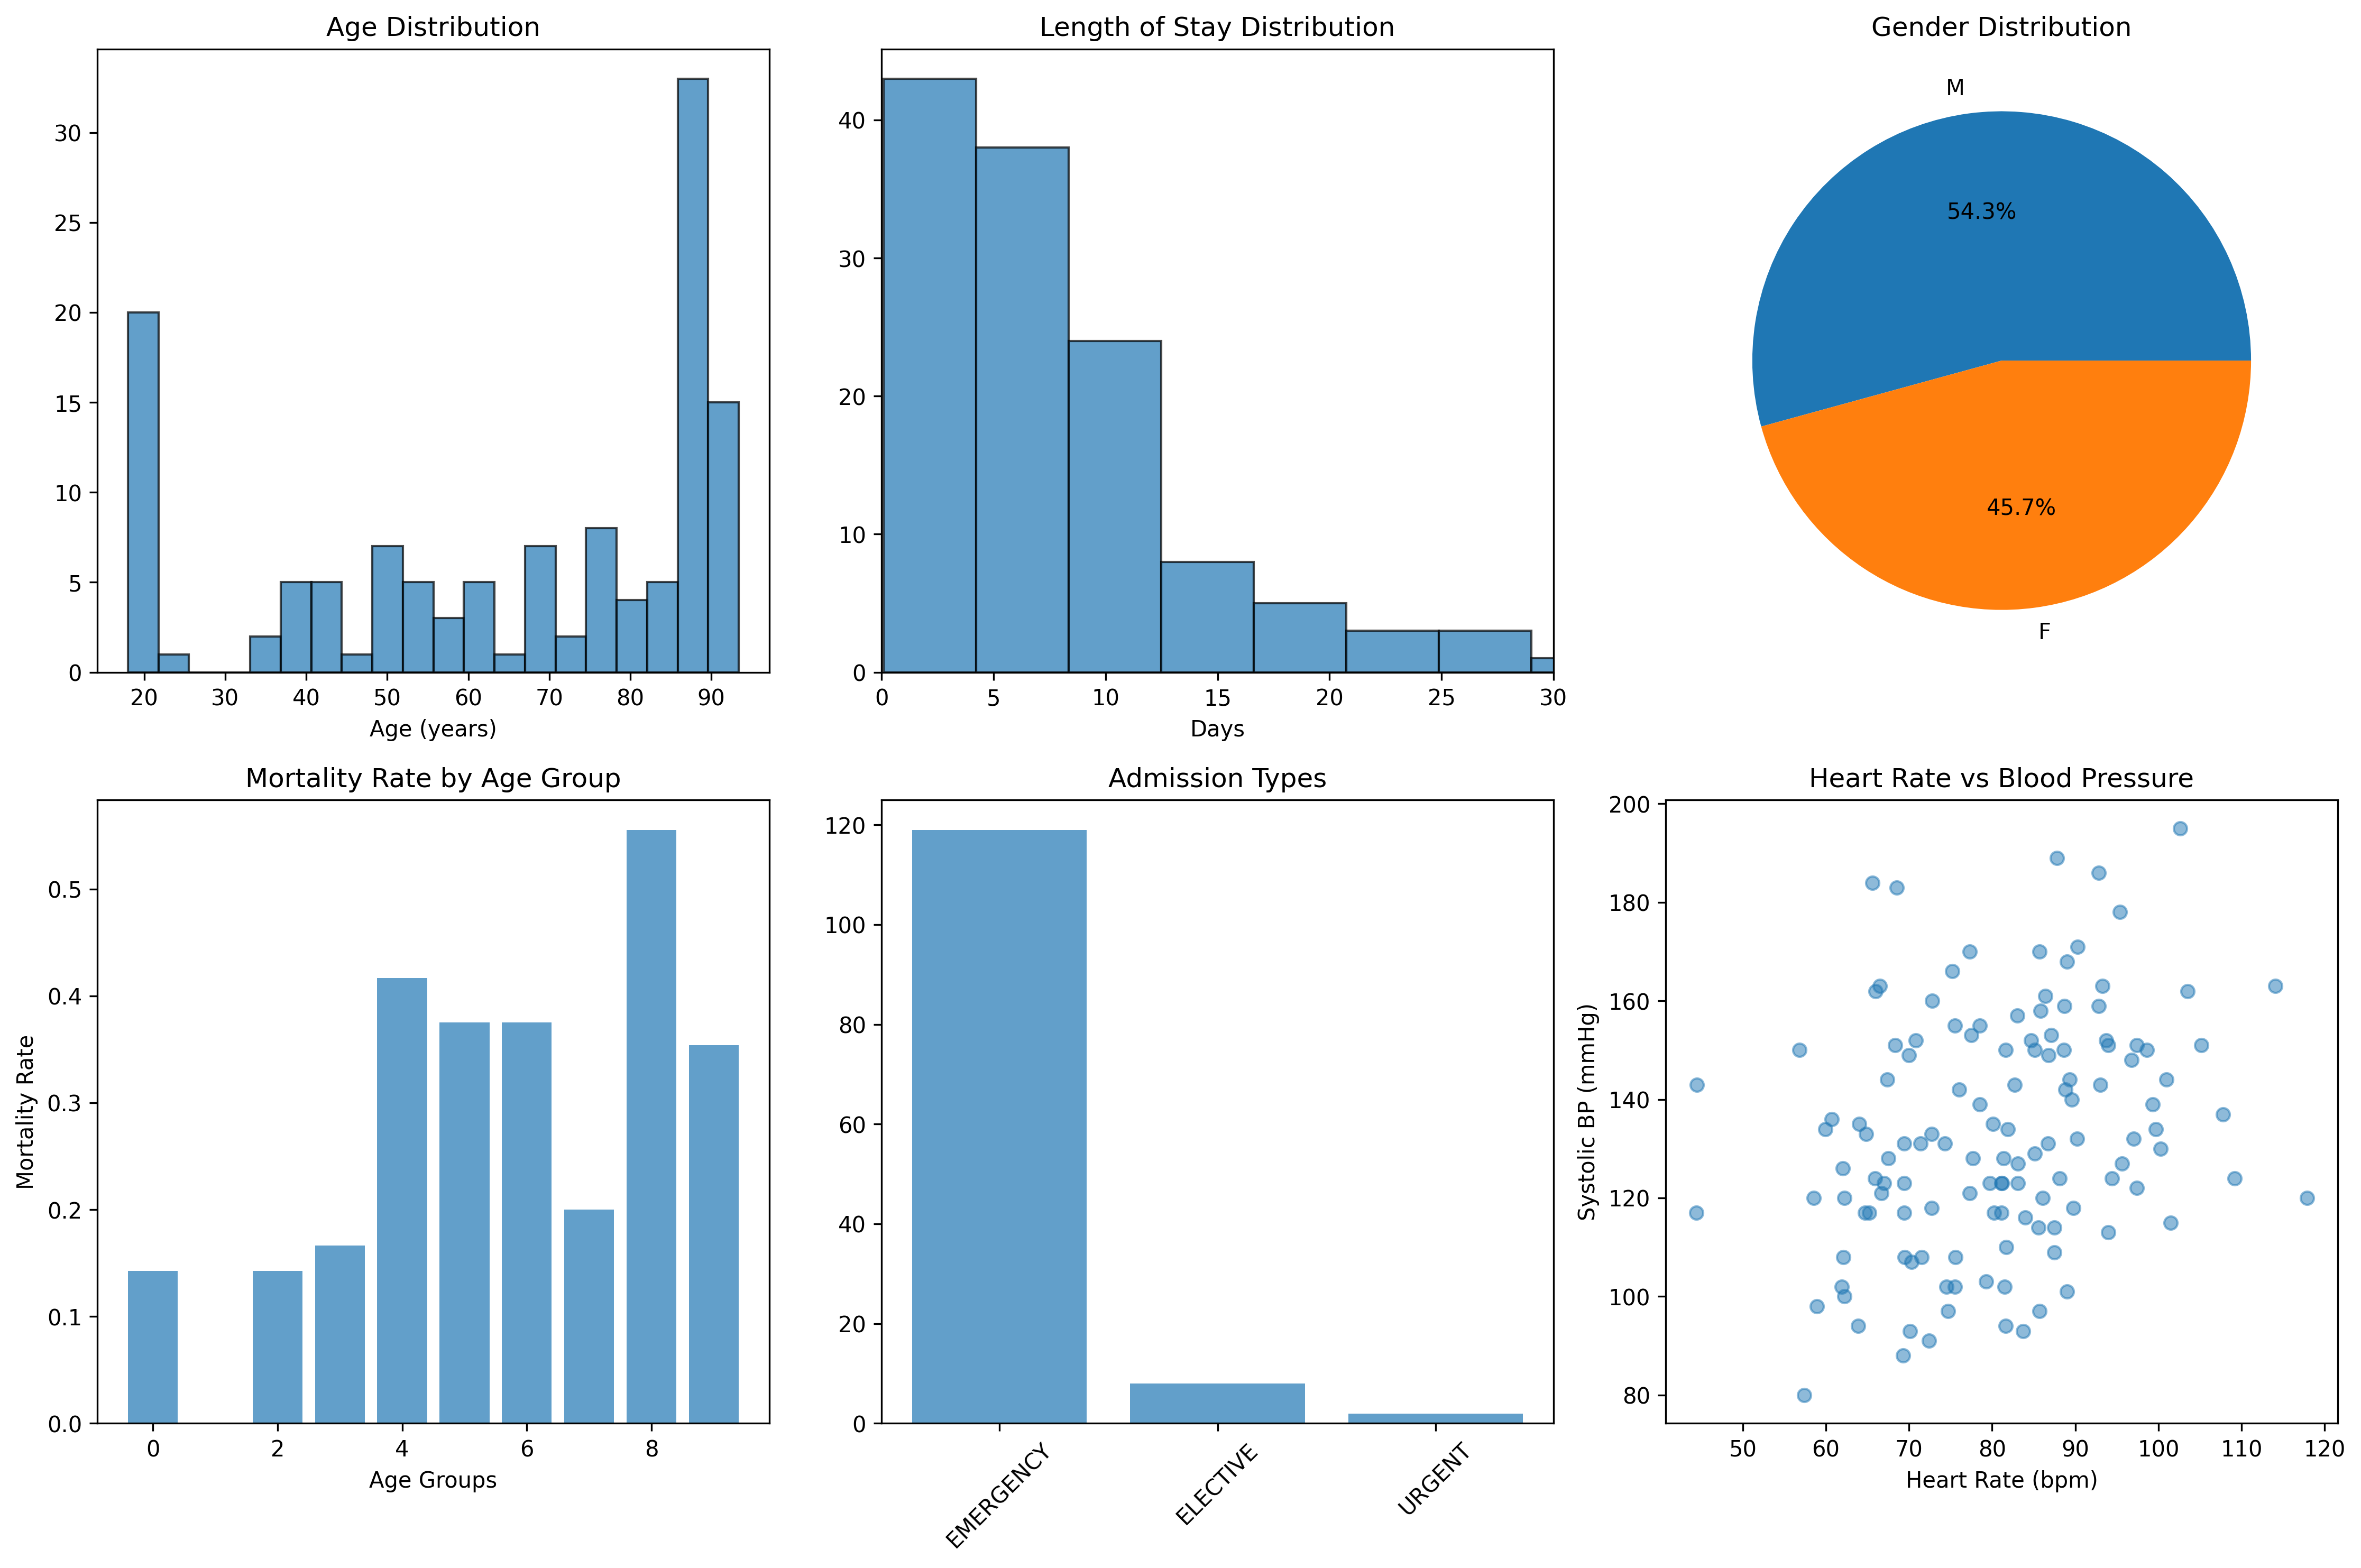 Age Distribution
30
25
20
15
10
5
0
20 30 40 50 60 70 80 90
Age (years)
Length of Stay Distribution
40
30
20
10
0
0 5 10 15 20 25 30
Days
Gender Distribution
M
54.3%
45.7%
F
Mortality Rate by Age Group
Mortality Rate
0.5
0.4
0.3
0.2
0.1
0.0
0 2 4 6 8
Age Groups
Admission Types
120
100
80
60
40
20
0
EMERGENCY
ELECTIVE
URGENT
Heart Rate vs Blood Pressure
Systolic BP (mmHg)
200
180
160
140
120
100
80
50 60 70 80 90 100 110 120
Heart Rate (bpm)